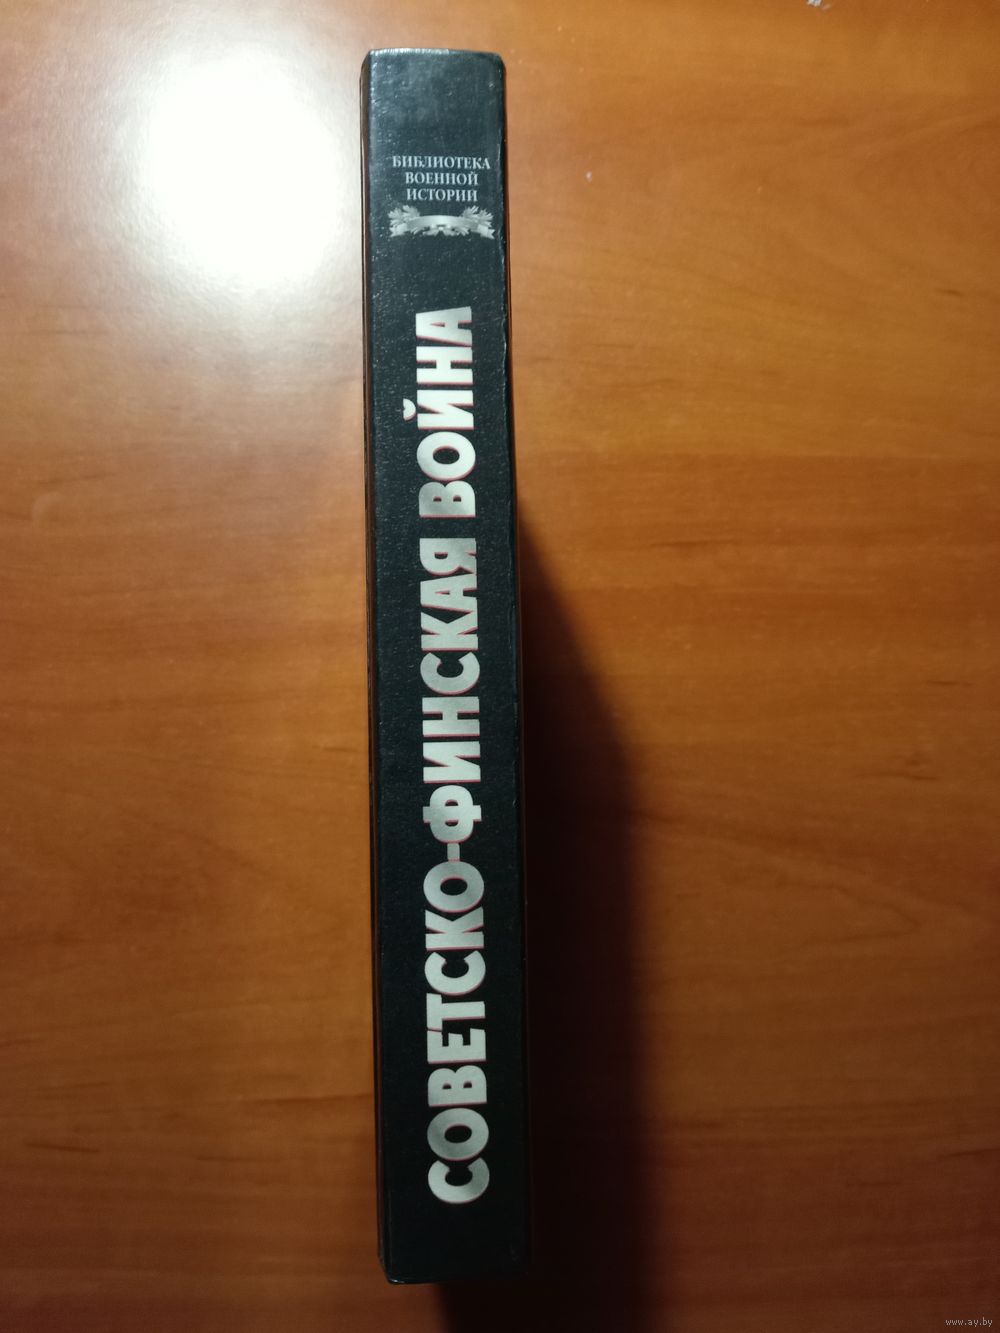 БИБЛИОТЕКА
ВОЕННОЙ
ИСТОРИИ
СОВЕТСКО-ФИНСКАЯ ВОЙНА
www.ay.by